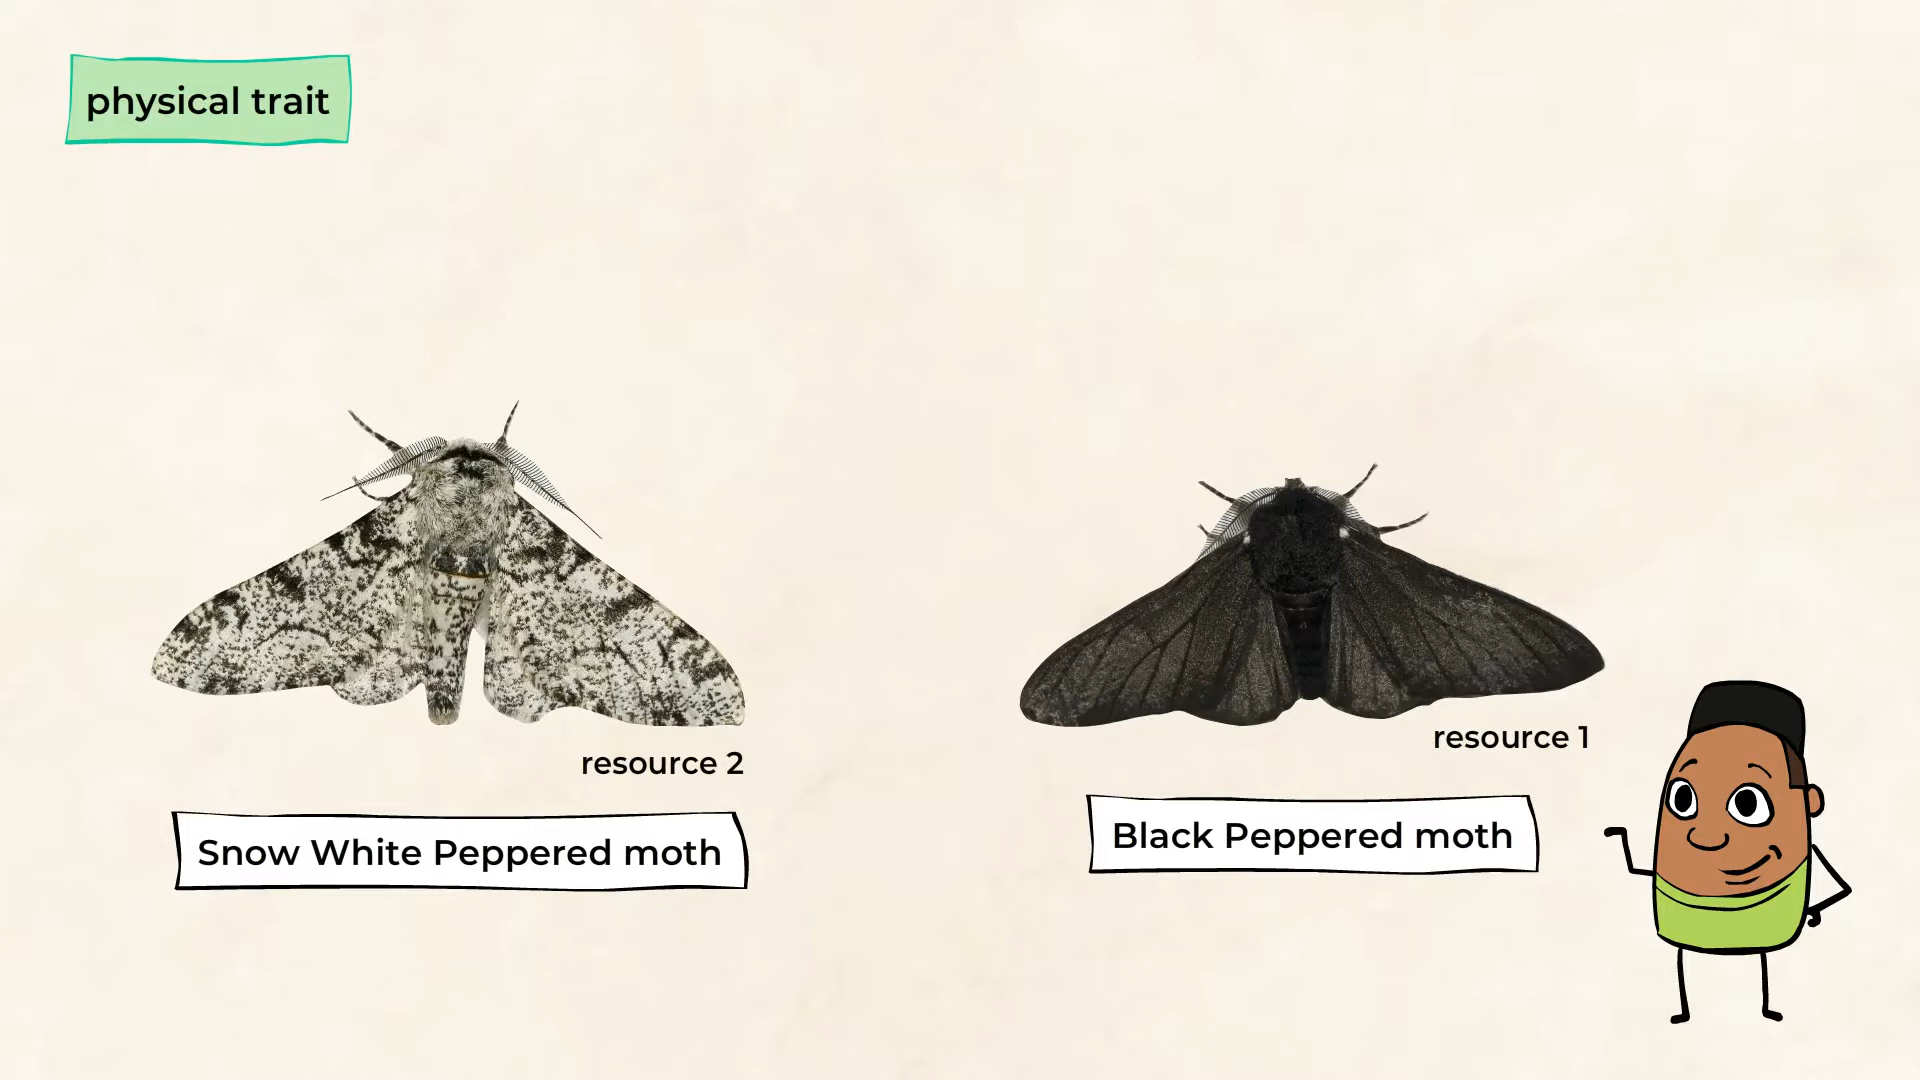 physical trait
resource 2
Snow White Peppered moth
resource 1
Black Peppered moth